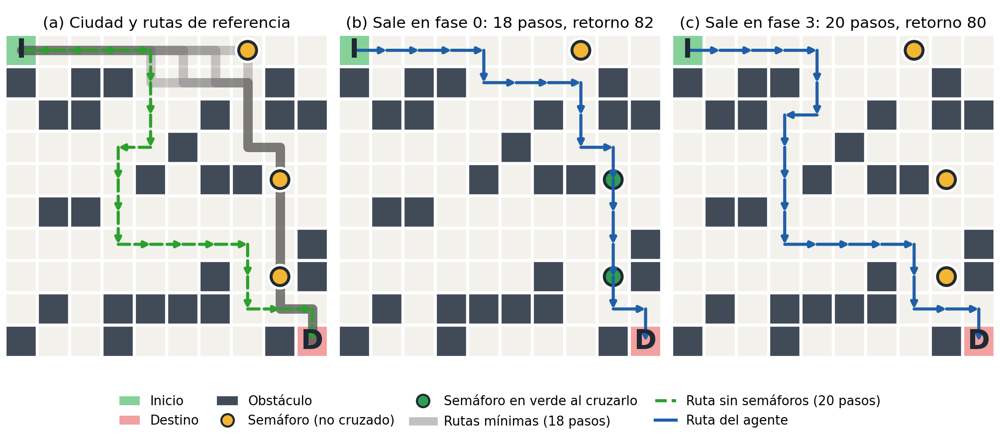 (a) Ciudad y rutas de referencia
(b) Sale en fase 0: 18 pasos, retorno 82
(c) Sale en fase 3: 20 pasos, retorno 80
I
I
I
D
D
D
Inicio
Destino
Obstáculo
Semáforo (no cruzado)
Semáforo en verde al cruzarlo
Rutas mínimas (18 pasos)
Ruta sin semáforos (20 pasos)
Ruta del agente